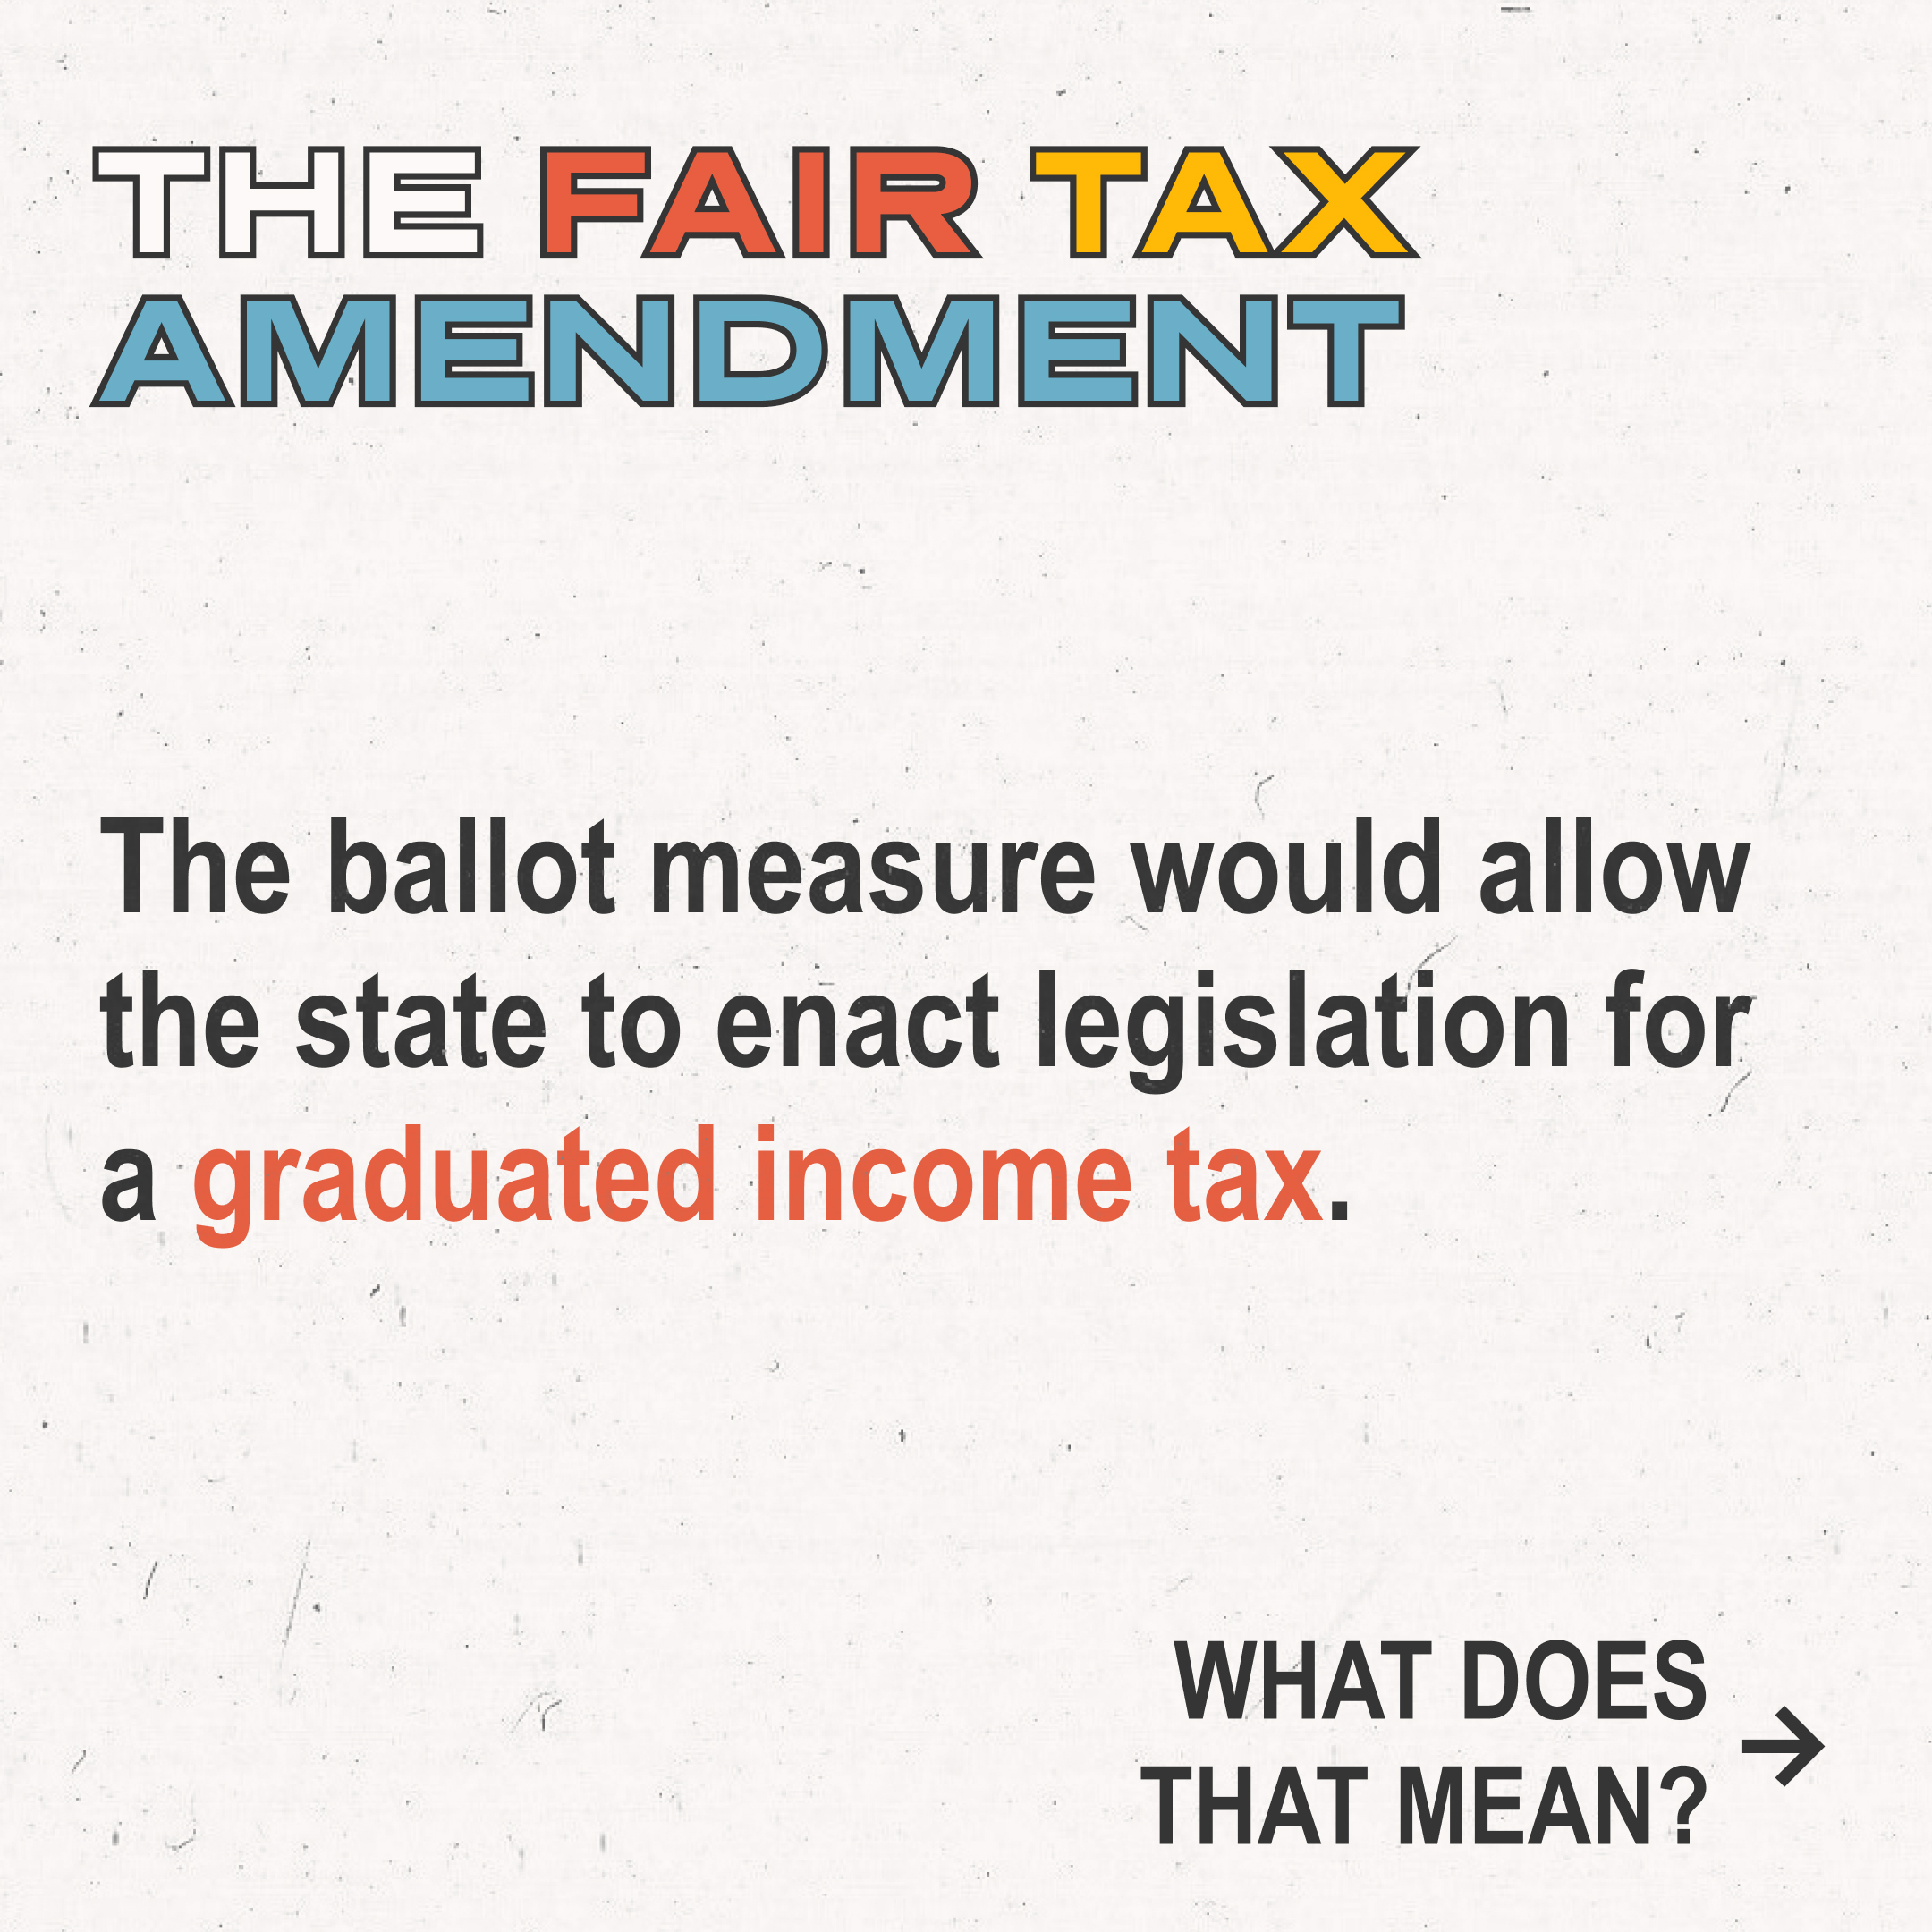 THE FAIR TAX
AMENDMENT
The ballot measure would allow
the state to enact legislation for
a graduated income tax.
WHAT DOES
THAT MEAN?